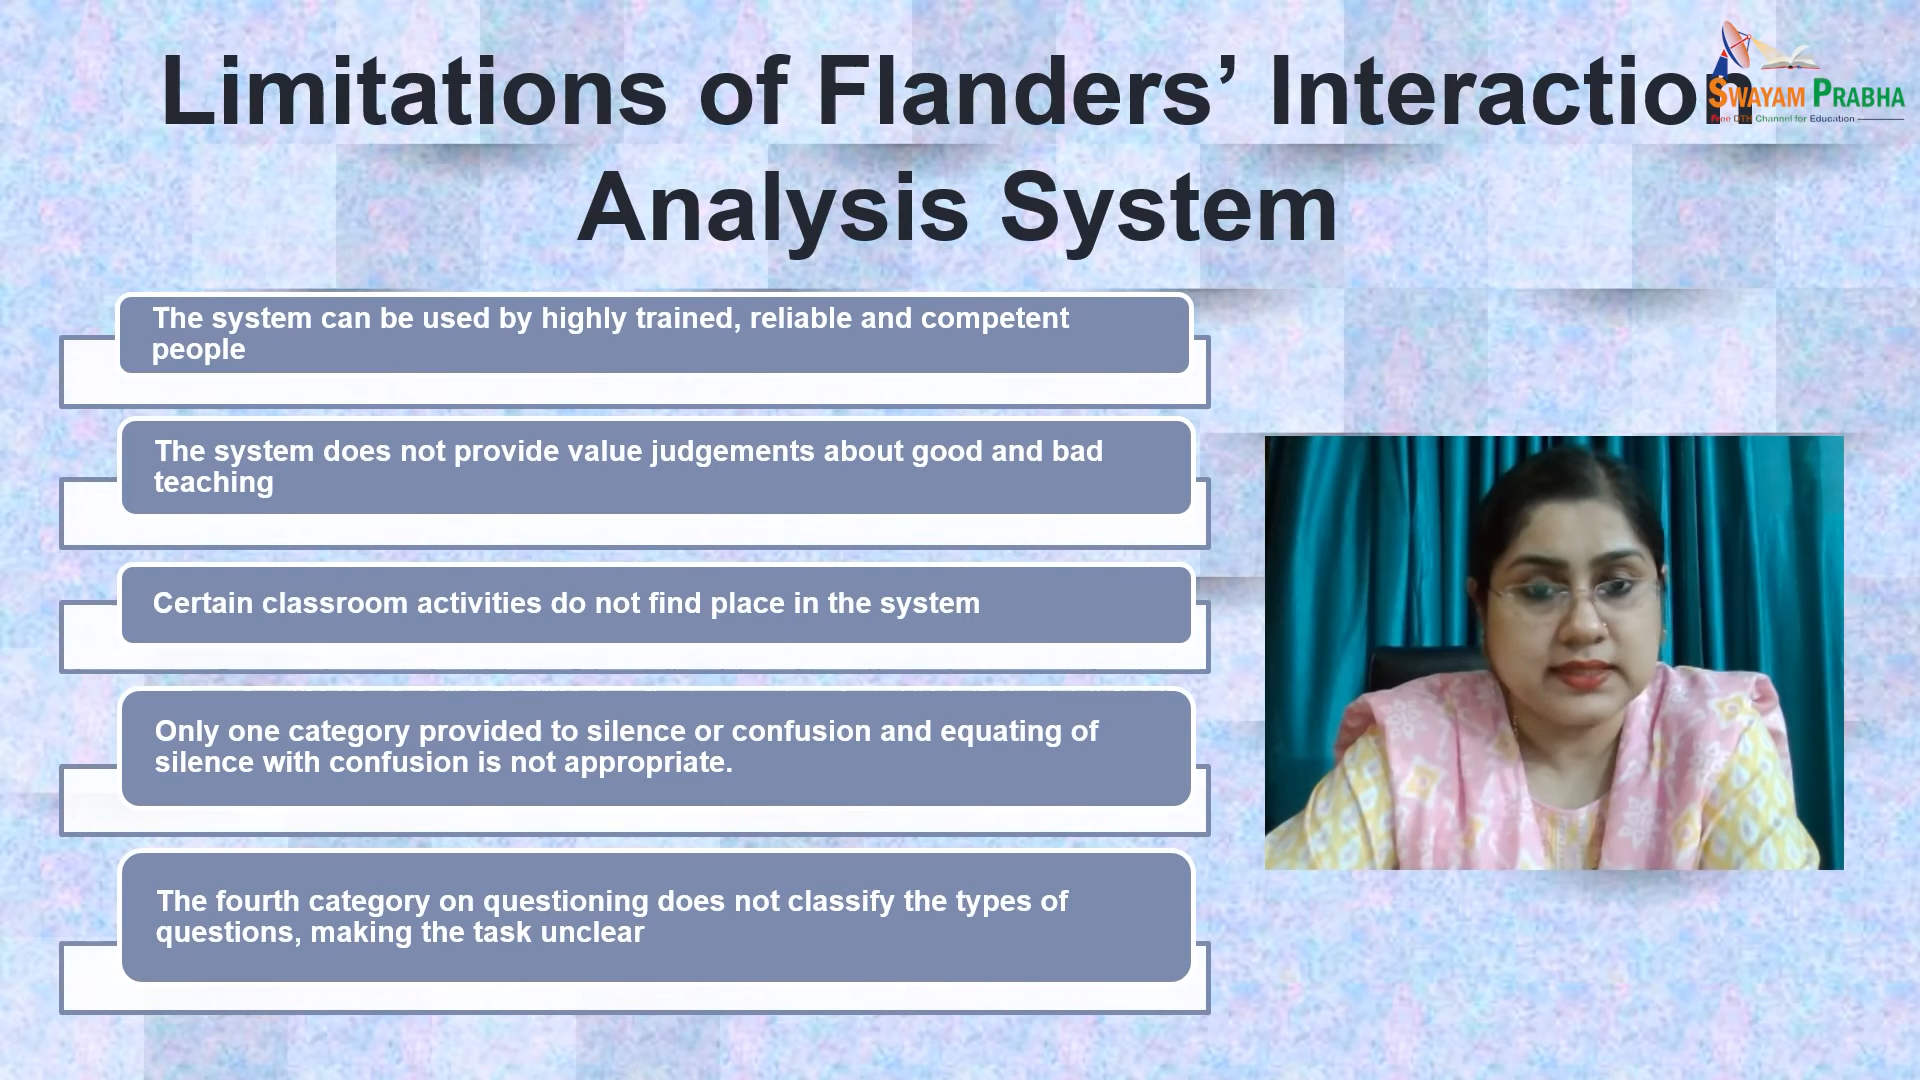 Limitations of Flanders’ Interaction
Analysis System
SWAYAM PRABHA
Free DTH Channel for Education
The system can be used by highly trained, reliable and competent
people
The system does not provide value judgements about good and bad
teaching
Certain classroom activities do not find place in the system
Only one category provided to silence or confusion and equating of
silence with confusion is not appropriate.
The fourth category on questioning does not classify the types of
questions, making the task unclear